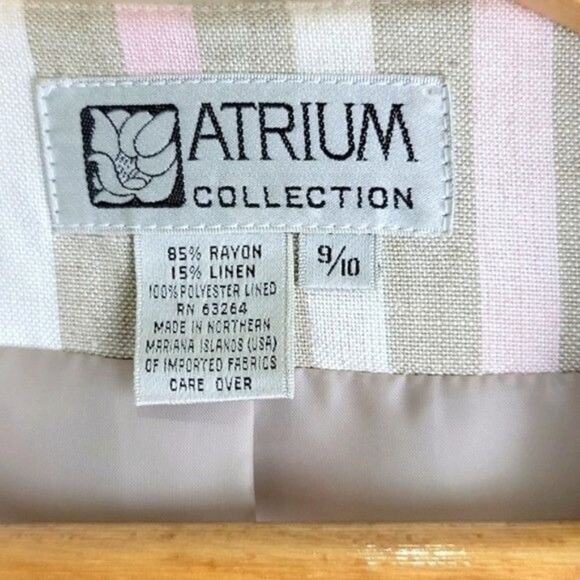 ATRIUM
COLLECTION
85% RAYON
15% LINEN
100% POLYESTER LINED
RN 63264
MADE IN NORTHERN
MARIANA ISLANDS (USA)
OF IMPORTED FABRICS
CARE OVER
9/10